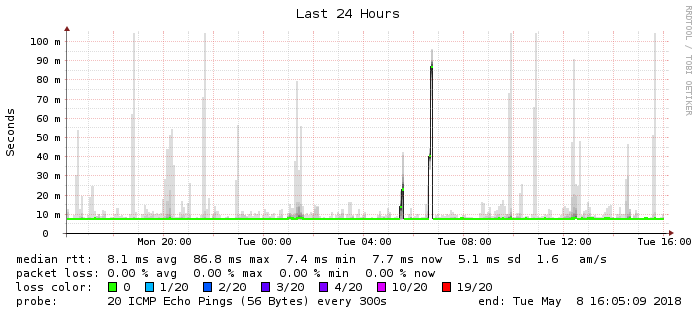 Last 24 Hours
RRDTOOL / TOBI OETIKER
Seconds
100 m
90 m
80 m
70 m
60 m
50 m
40 m
30 m
20 m
10 m
0
Mon 20:00 Tue 00:00 Tue 04:00 Tue 08:00 Tue 12:00 Tue 16:00
median rtt: 8.1 ms avg 86.8 ms max 7.4 ms min 7.7 ms now 5.1 ms sd 1.6 am/s
packet loss: 0.00 % avg 0.00 % max 0.00 % min 0.00 % now
loss color: 0 1/20 2/20 3/20 4/20 10/20 19/20
probe: 20 ICMP Echo Pings (56 Bytes) every 300s end: Tue May 8 16:05:09 2018